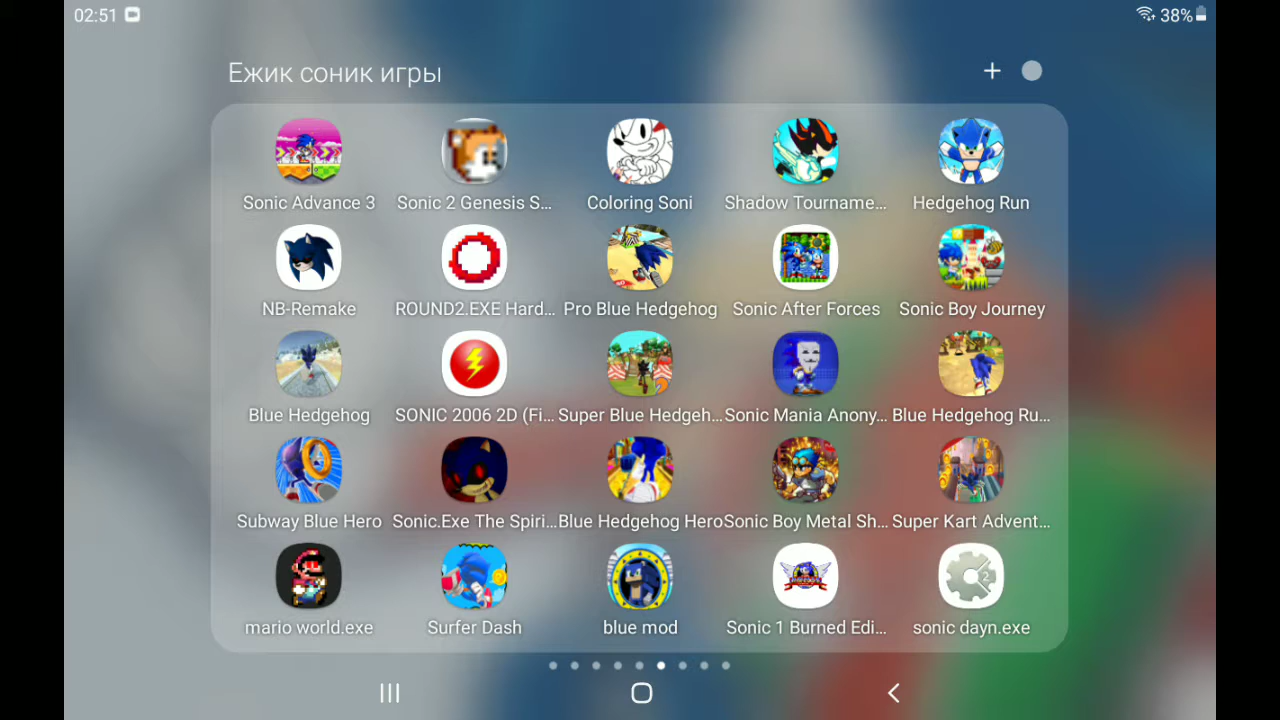 02:51
38%
Ежик соник игры
Sonic Advance 3
Sonic 2 Genesis S...
Coloring Soni
Shadow Tourname...
Hedgehog Run
NB-Remake
ROUND2.EXE Hard...
Pro Blue Hedgehog
Sonic After Forces
Sonic Boy Journey
Blue Hedgehog
SONIC 2006 2D (Fi...
Super Blue Hedgeh...
Sonic Mania Anony...
Blue Hedgehog Ru...
Subway Blue Hero
Sonic.Exe The Spiri...
Blue Hedgehog Hero
Sonic Boy Metal Sh...
Super Kart Advent...
mario world.exe
Surfer Dash
blue mod
Sonic 1 Burned Edi...
sonic dayn.exe
2